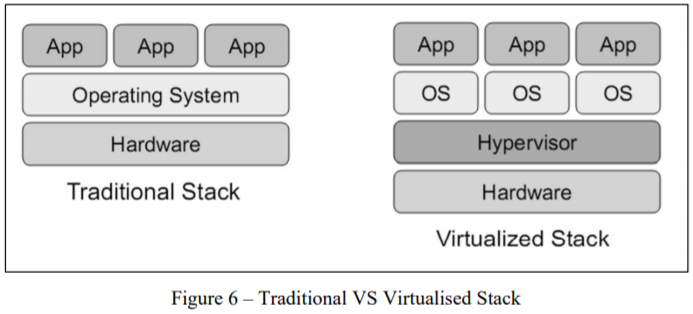 App App App
Operating System
Hardware
Traditional Stack
App App App
OS OS OS
Hypervisor
Hardware
Virtualized Stack
Figure 6 – Traditional VS Virtualised Stack